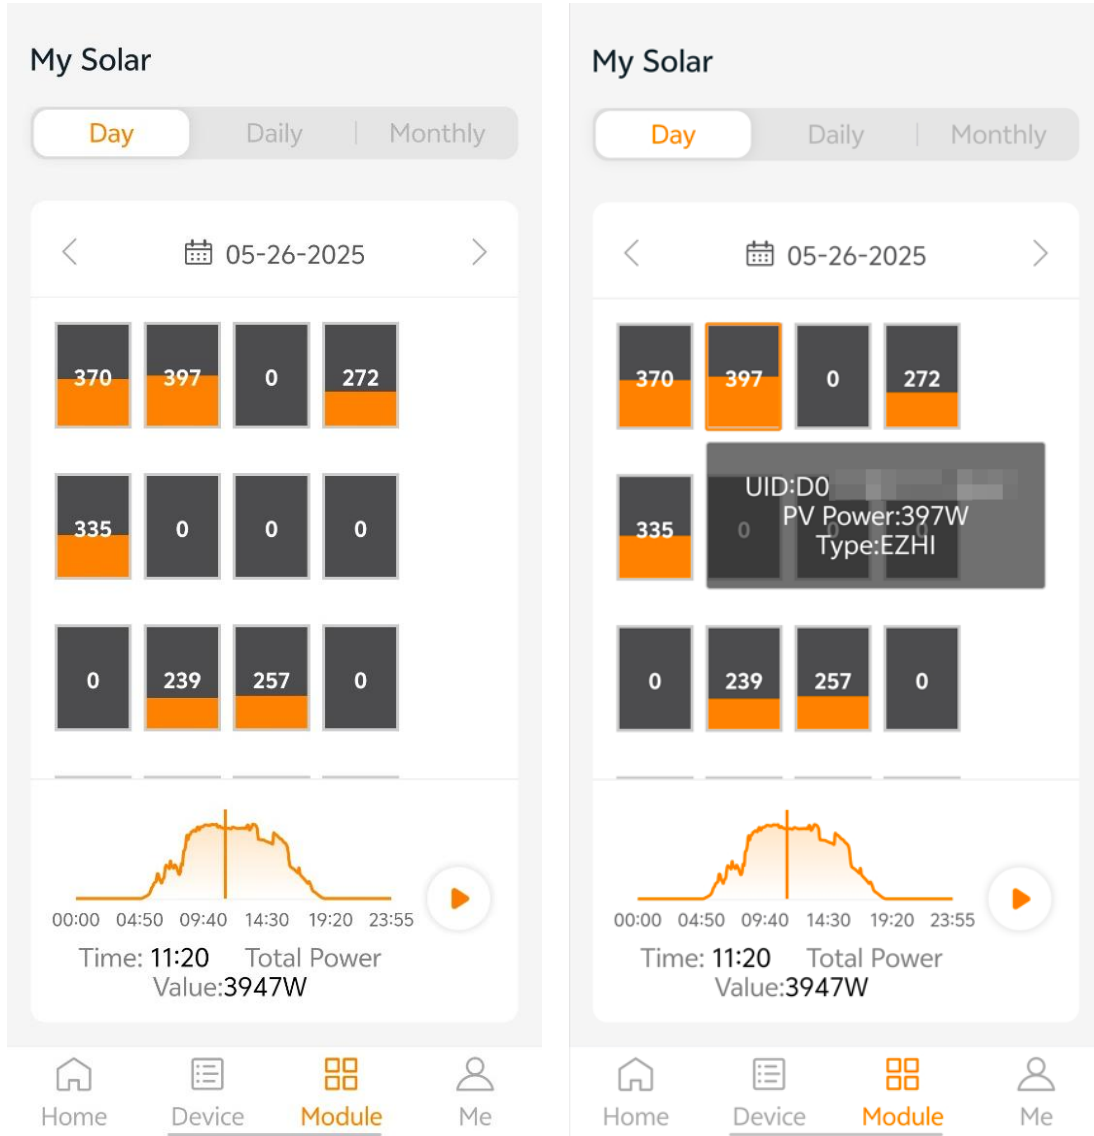 My Solar
Day Daily Monthly
05-26-2025
370 397 0 272
335 0 0 0
0 239 257 0
00:00 04:50 09:40 14:30 19:20 23:55
Time: 11:20 Total Power
Value:3947W
Home Device Module Me
My Solar
Day Daily Monthly
05-26-2025
370 397 0 272
UID:D0
PV Power:397W
Type:EZHI
335 0 0 0
0 239 257 0
00:00 04:50 09:40 14:30 19:20 23:55
Time: 11:20 Total Power
Value:3947W
Home Device Module Me